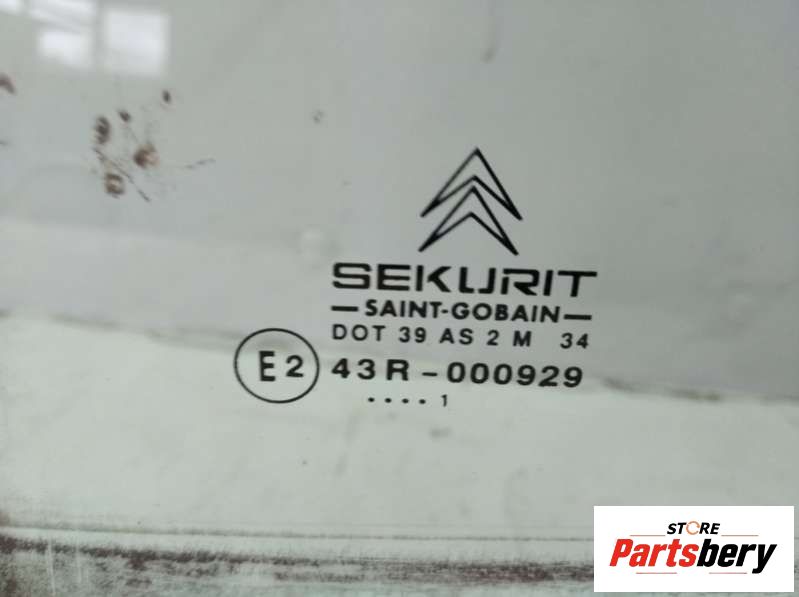 SEKURIT
SAINT-GOBAIN
DOT 39 AS 2 M 34
E2 43R-000929
.... 1
STORE
Partsbery